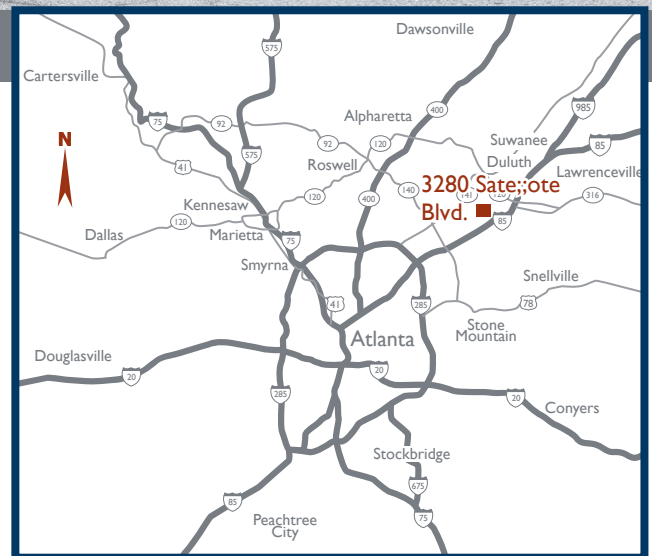 Dawsonville
575
Cartersville
985
400
75
92
Alpharetta
N
92
120
Suwanee
85
575
Duluth
41
Roswell
Lawrenceville
3280 Sate;;ote
140
141
120
316
120
400
Kennesaw
Blvd.
85
120
Marietta
Dallas
75
Smyrna
Snellville
41
285
78
Stone
Mountain
Atlanta
Douglasville
20
20
285
20
Conyers
Stockbridge
675
85
75
Peachtree
City